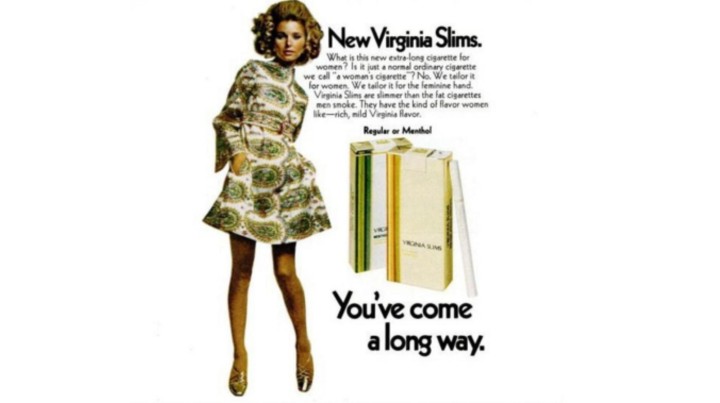 New Virginia Slims.
What is this new extra-long cigarette for
women? Is it just a normal ordinary cigarette
we call "a woman's cigarette"? No. We tailor it
for women. We tailor it for the feminine hand.
Virginia Slims are slimmer than the fat cigarettes
men smoke. They have the kind of flavor women
like—rich, mild Virginia flavor.
Regular or Menthol
VIRGINIA SLIMS
You've come
a long way.